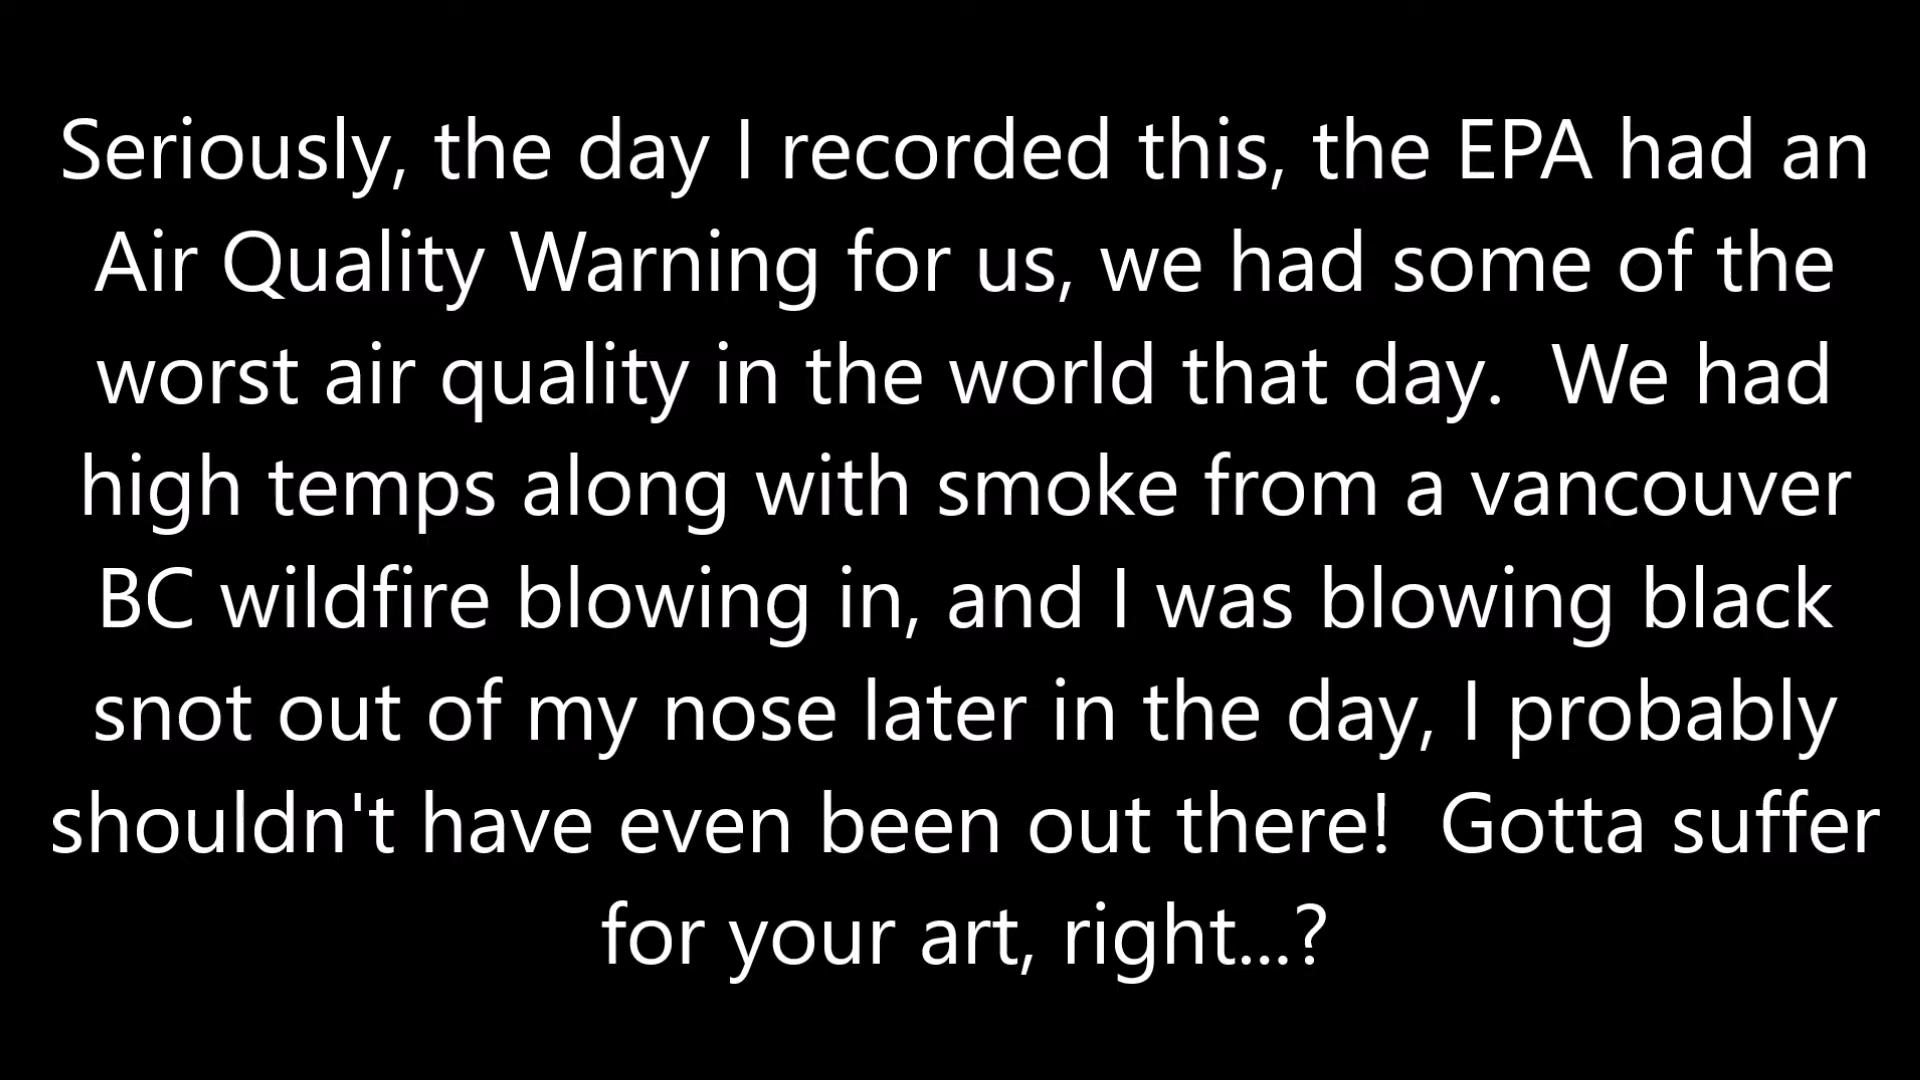 Seriously, the day I recorded this, the EPA had an
Air Quality Warning for us, we had some of the
worst air quality in the world that day.  We had
high temps along with smoke from a vancouver
BC wildfire blowing in, and I was blowing black
snot out of my nose later in the day, I probably
shouldn't have even been out there!  Gotta suffer
for your art, right...?